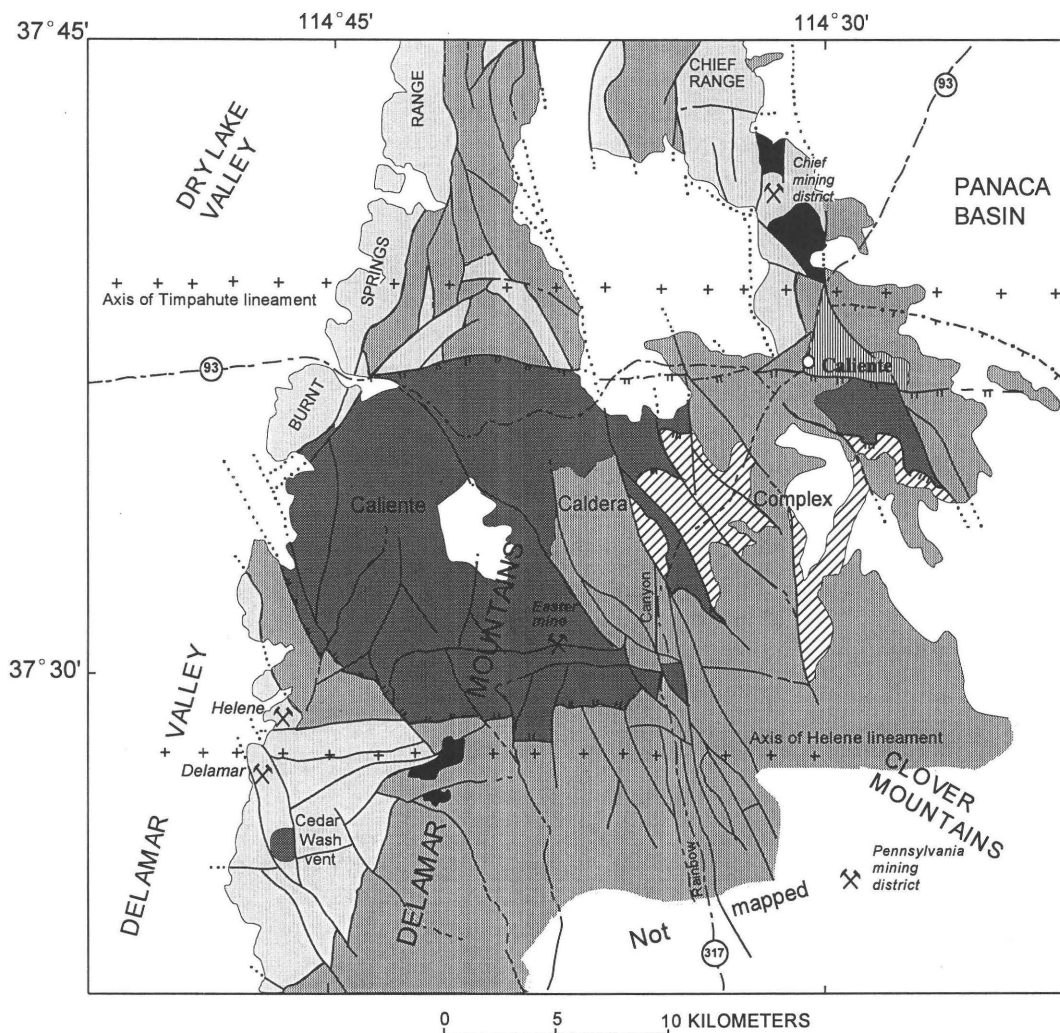 114°45'
114°30'
37°45'
CHIEF
RANGE
93
RANGE
DRY LAKE
VALLEY
Chief
mining
district
PANACA
BASIN
SPRINGS
Axis of Timpahute lineament
93
Caliente
BURNT
Caliente
Caldera
Complex
MOUNTAINS
Canyon
Easter
mine
37°30'
VALLEY
Helene
Axis of Helene lineament
Delamar
CLOVER
MOUNTAINS
Cedar
Wash
vent
DELAMAR
DELAMAR
Rainbow
Pennsylvania
mining
district
Not mapped
317
0 5 10 KILOMETERS